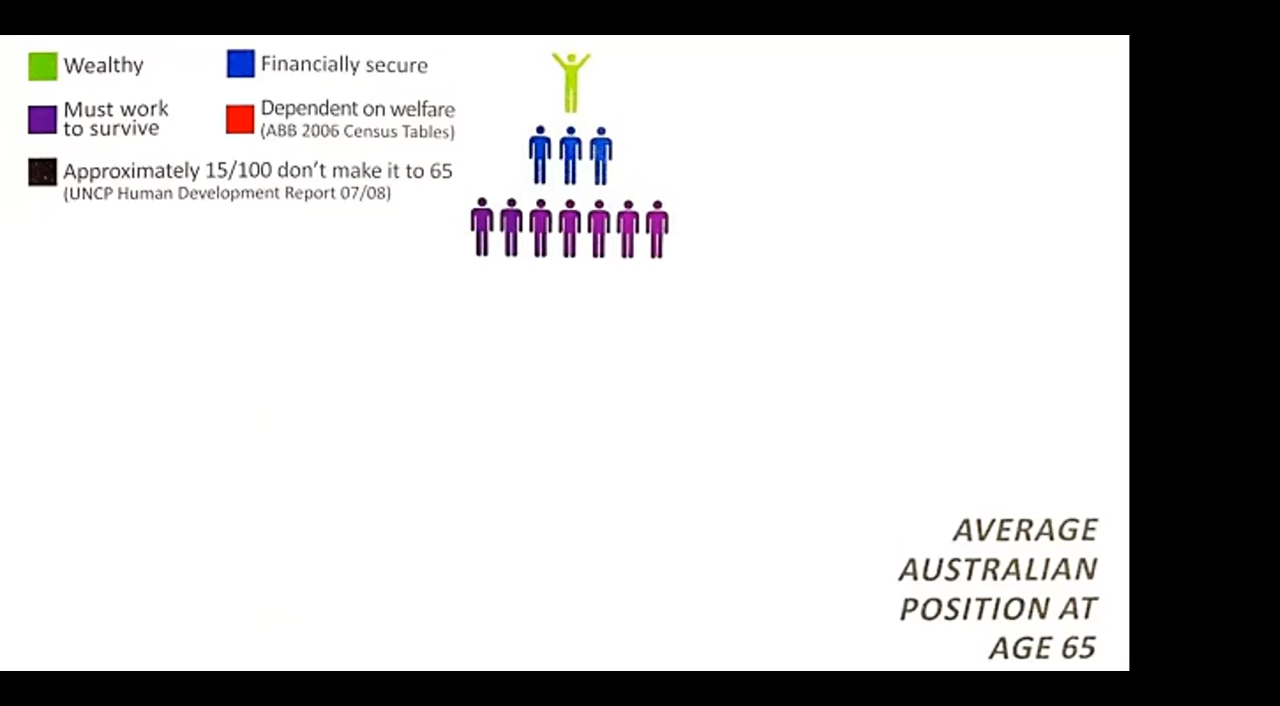 Wealthy
Financially secure
Must work
to survive
Dependent on welfare
(ABB 2006 Census Tables)
Approximately 15/100 don't make it to 65
(UNCP Human Development Report 07/08)
AVERAGE
AUSTRALIAN
POSITION AT
AGE 65